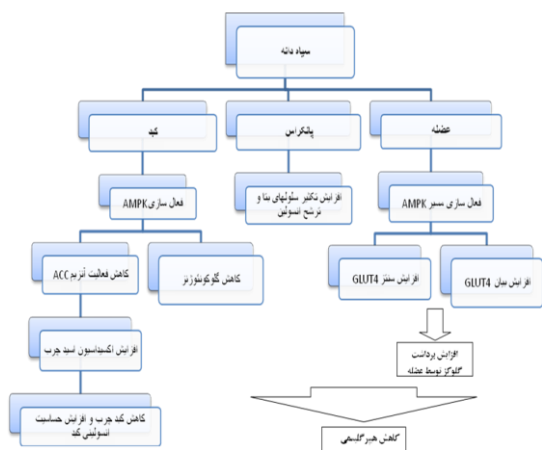 سیاه دانه
عضله
پانکراس
کبد
فعال سازی مسیر AMPK
افزایش تکثیر سلولهای بتا و
ترشح انسولین
فعال سازی AMPK
افزایش بیان GLUT4
افزایش سنتز GLUT4
کاهش گلوکونئوژنز
کاهش فعالیت آنزیم ACC
افزایش برداشت
گلوکز توسط عضله
افزایش اکسیداسیون اسید چرب
کاهش کبد چرب و افزایش حساسیت
انسولینی کبد
کاهش هیپرگلیسمی